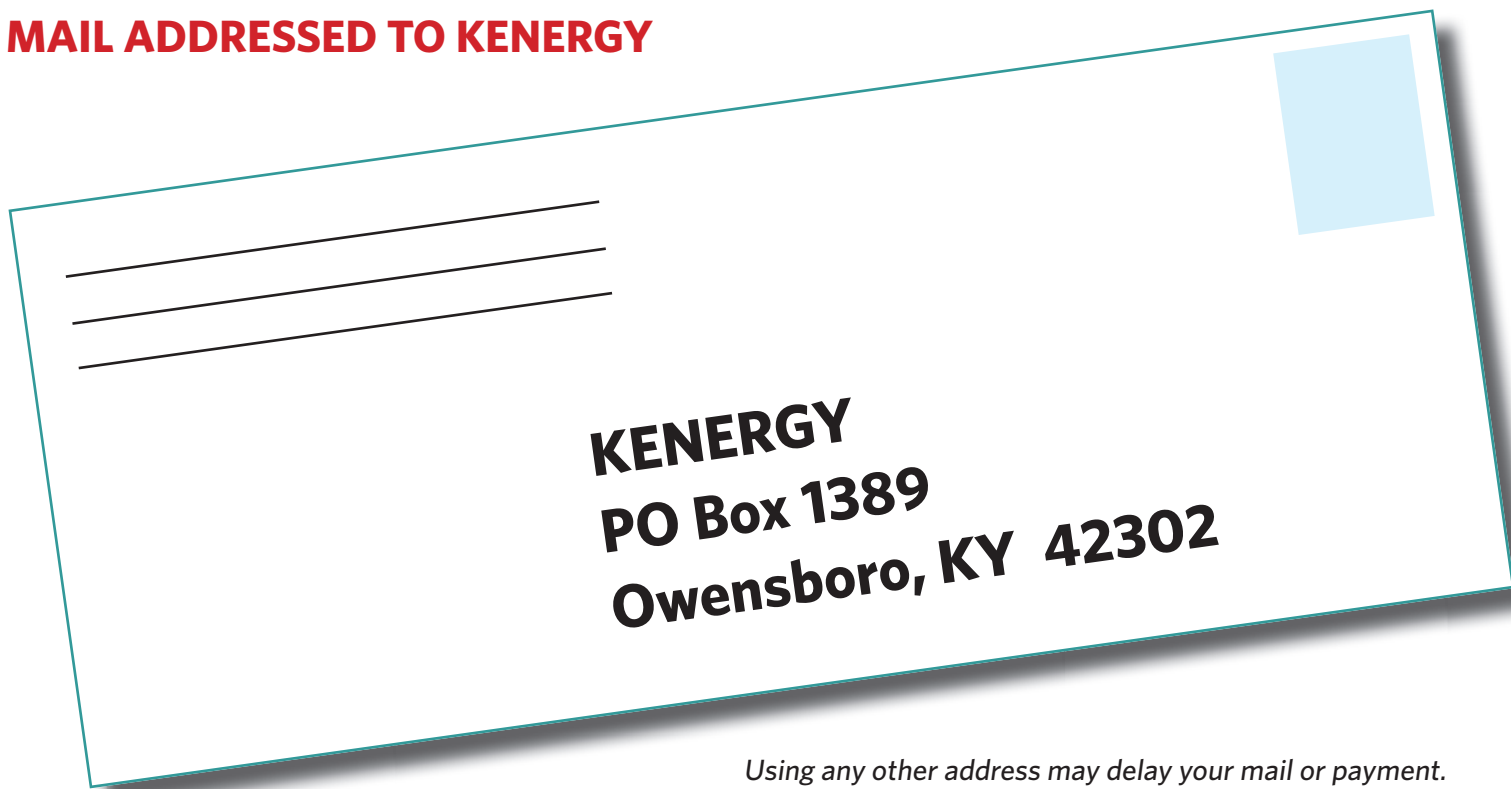 MAIL ADDRESSED TO KENERGY
KENERGY
PO Box 1389
Owensboro, KY 42302
Using any other address may delay your mail or payment.